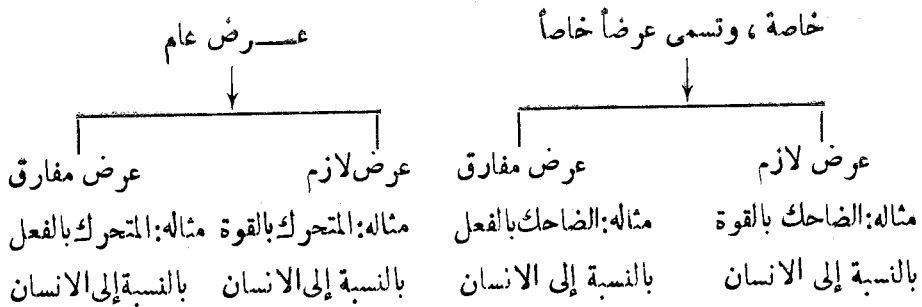 خاصة ، وتسمى عرضاً خاصاً
عـــرض عام
عرض لازم
عرض مفارق
عرض لازم
عرض مفارق
مثاله: الضاحك بالقوة
مثاله: الضاحك بالفعل
مثاله: المتحرك بالقوة
مثاله: المتحرك بالفعل
بالنسبة إلى الانسان
بالنسبة إلى الانسان
بالنسبة إلى الانسان
بالنسبة إلى الانسان